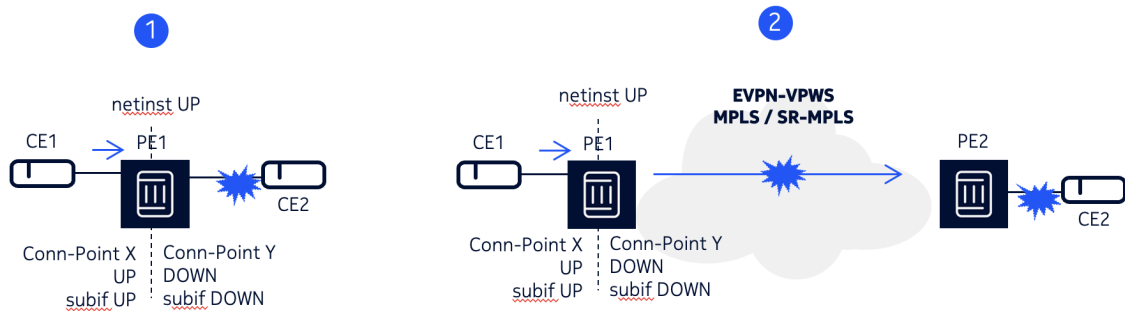 1
netinst UP
CE1
PE1
CE2
Conn-Point X
UP
subif UP
Conn-Point Y
DOWN
subif DOWN
2
netinst UP
EVPN-VPWS
MPLS / SR-MPLS
CE1
PE1
PE2
CE2
Conn-Point X
UP
subif UP
Conn-Point Y
DOWN
subif DOWN